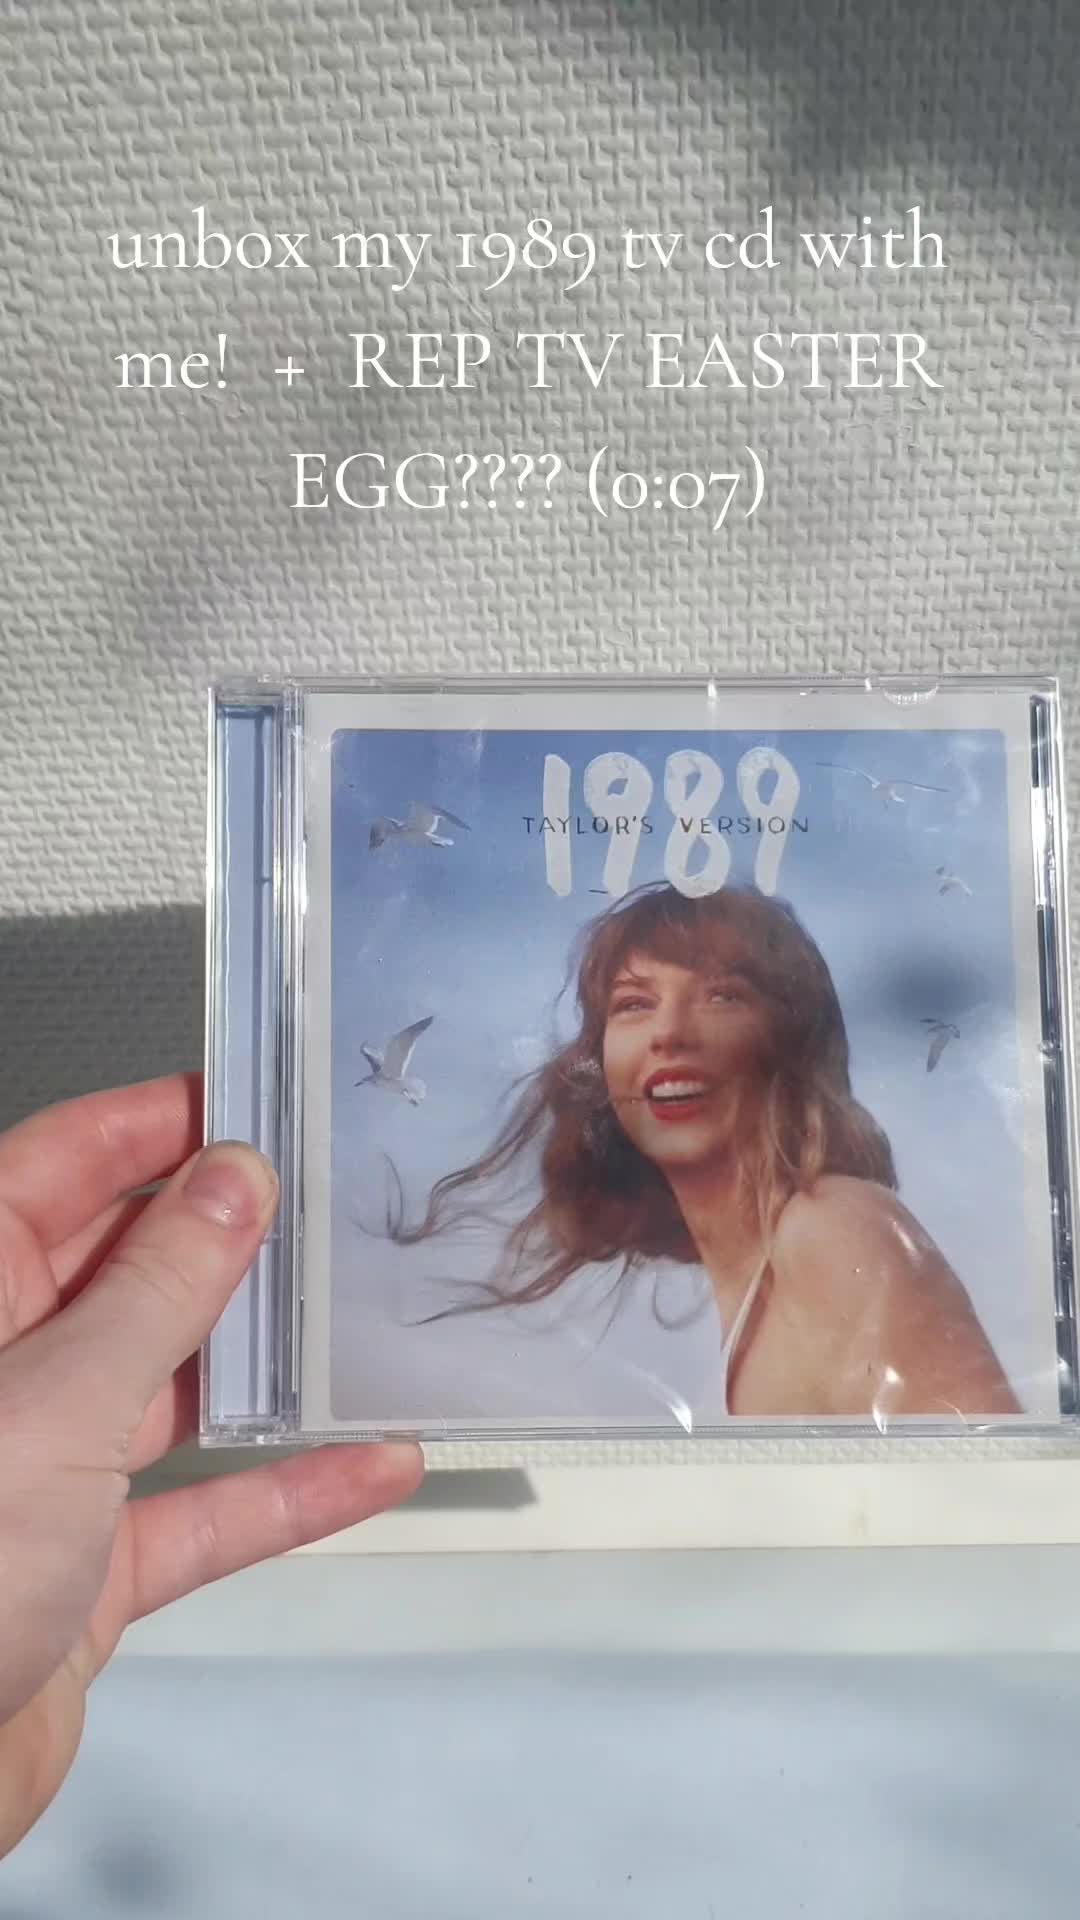 unbox my 1989 tv cd with
me! + REP TV EASTER
EGG???? (0:07)
1989
TAYLOR'S VERSION